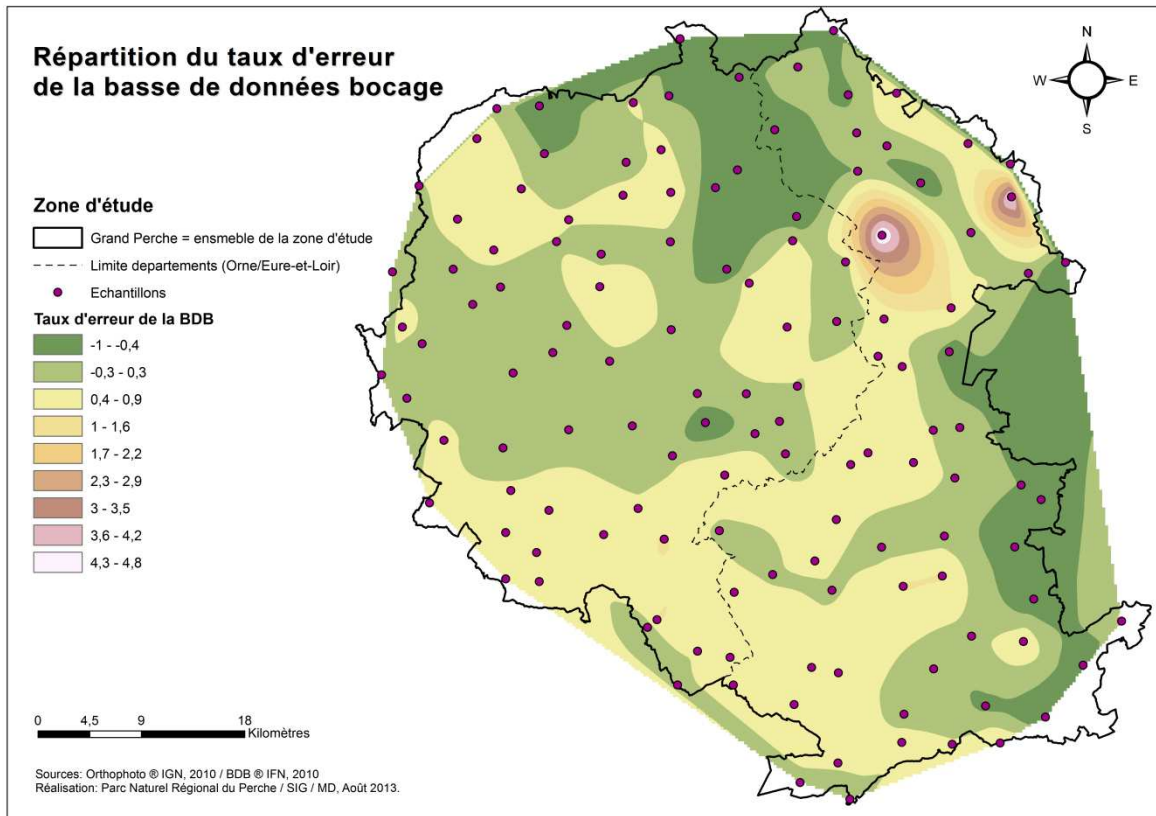 Répartition du taux d'erreur
de la basse de données bocage
N
W
E
S
Zone d'étude
Grand Perche = ensmeble de la zone d'étude
Limite departements (Orne/Eure-et-Loir)
Echantillons
Taux d'erreur de la BDB
-1 - -0,4
-0,3 - 0,3
0,4 - 0,9
1 - 1,6
1,7 - 2,2
2,3 - 2,9
3 - 3,5
3,6 - 4,2
4,3 - 4,8
0 4,5 9 18
Kilomètres
Sources: Orthophoto ® IGN, 2010 / BDB ® IFN, 2010
Réalisation: Parc Naturel Régional du Perche / SIG / MD, Août 2013.